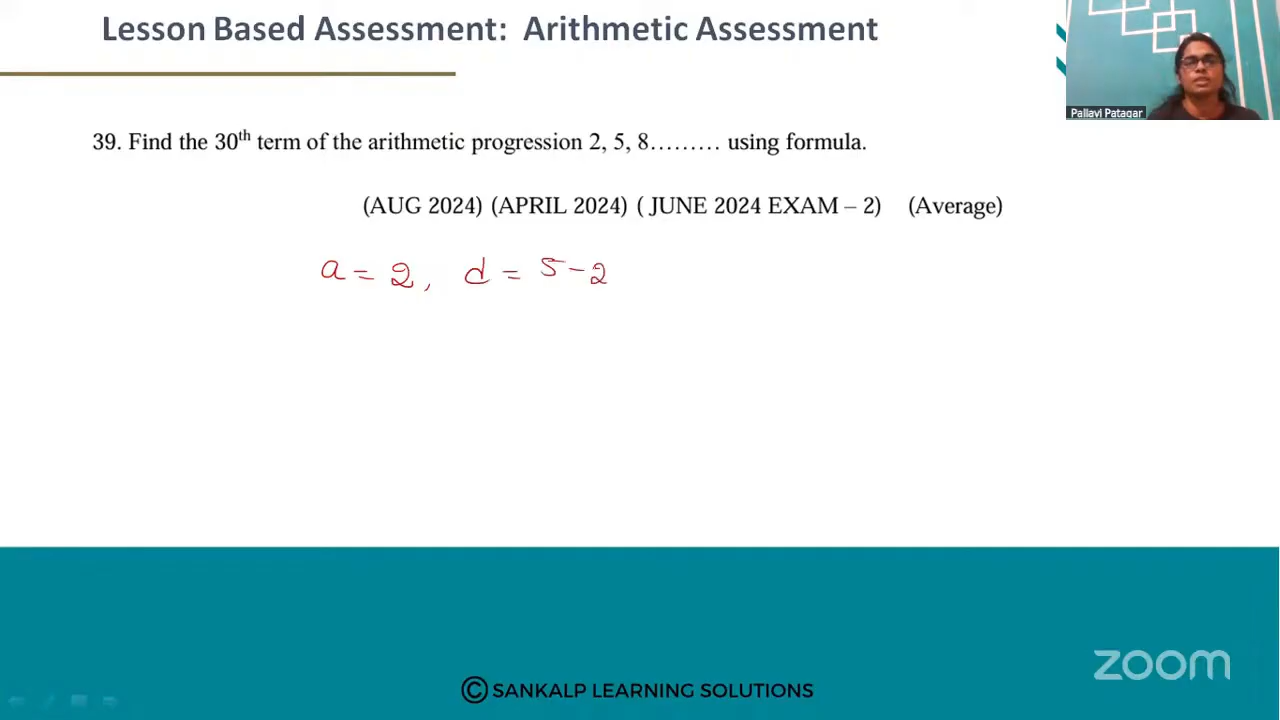 Lesson Based Assessment: Arithmetic Assessment
Pallavi Patagar
39. Find the 30th term of the arithmetic progression 2, 5, 8......... using formula.
(AUG 2024) (APRIL 2024) ( JUNE 2024 EXAM – 2) (Average)
a = 2, d = 5 - 2
zoom
© SANKALP LEARNING SOLUTIONS